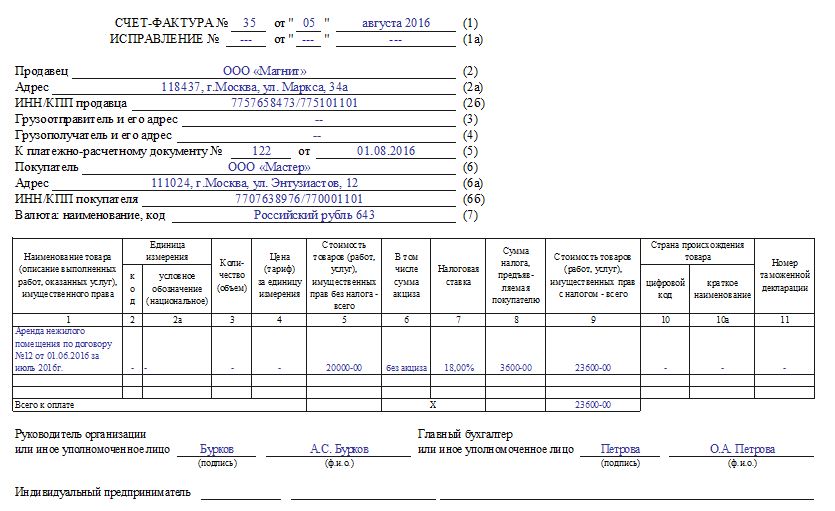 СЧЕТ-ФАКТУРА № 35 от " 05 " августа 2016 (1)
ИСПРАВЛЕНИЕ № --- от " --- " --- (1а)
Продавец ООО «Магнит» (2)
Адрес 118437, г.Москва, ул. Маркса, 34а (2а)
ИНН/КПП продавца 7757658473/775101101 (2б)
Грузоотправитель и его адрес -- (3)
Грузополучатель и его адрес -- (4)
К платежно-расчетному документу № 122 от 01.08.2016 (5)
Покупатель ООО «Мастер» (6)
Адрес 111024, г.Москва, ул. Энтузиастов, 12 (6а)
ИНН/КПП покупателя 7707638976/770001101 (6б)
Валюта: наименование, код Российский рубль 643 (7)
Наименование товара
(описание выполненных
работ, оказанных услуг),
имущественного права
Единица
измерения
к
о
д
условное
обозначение
(национальное)
Коли-
чество
(объем)
Цена
(тариф)
за единицу
измерения
Стоимость
товаров (работ,
услуг),
имущественных
прав без налога -
всего
В том
числе
сумма
акциза
Налоговая
ставка
Сумма
налога,
предъяв-
ляемая
покупателю
Стоимость товаров
(работ, услуг),
имущественных прав
с налогом - всего
Страна происхождения
товара
цифровой
код
краткое
наименование
Номер
таможенной
декларации
1 2 2а 3 4 5 6 7 8 9 10 10а 11
Аренда нежилого
помещения по договору
№12 от 01.06.2016 за
июль 2016г. - - - - 20000-00 без акциза 18,00% 3600-00 23600-00 - - -
Всего к оплате Х 23600-00
Руководитель организации
или иное уполномоченное лицо Бурков А.С. Бурков
(подпись) (ф.и.о.)
Главный бухгалтер
или иное уполномоченное лицо Петрова О.А. Петрова
(подпись) (ф.и.о.)
Индивидуальный предприниматель